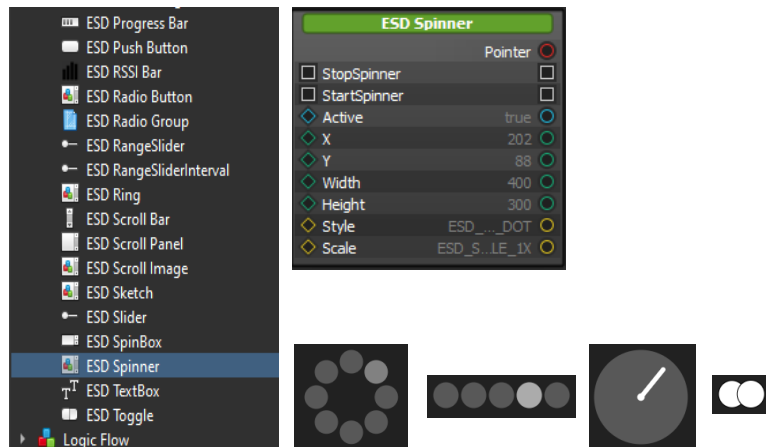 ESD Progress Bar
ESD Push Button
ESD RSSI Bar
ESD Radio Button
ESD Radio Group
ESD RangeSlider
ESD RangeSliderInterval
ESD Ring
ESD Scroll Bar
ESD Scroll Panel
ESD Scroll Image
ESD Sketch
ESD Slider
ESD SpinBox
ESD Spinner
ESD TextBox
ESD Toggle
Logic Flow
ESD Spinner
Pointer
StopSpinner
StartSpinner
Active true
X 202
Y 88
Width 400
Height 300
Style ESD_..._DOT
Scale ESD_S...LE_1X